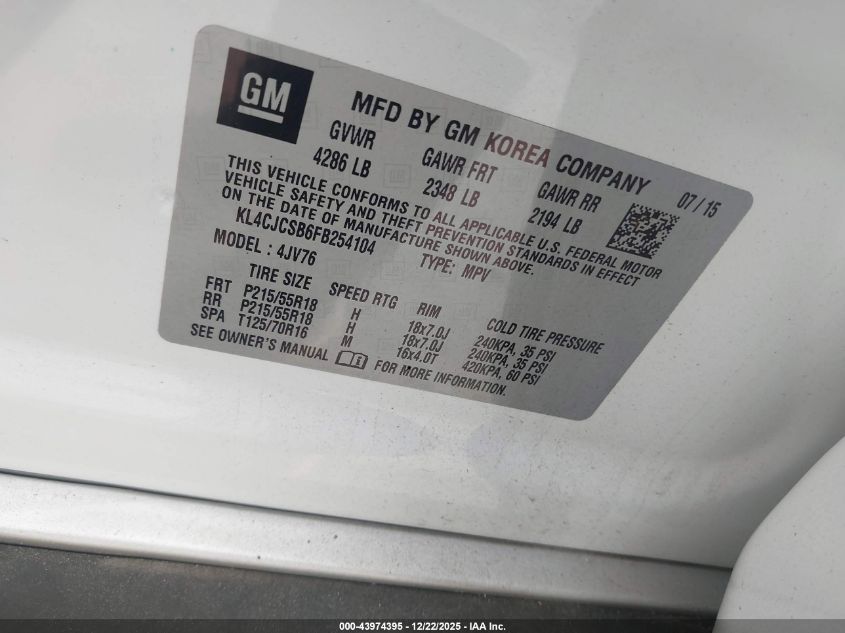 GM
MFD BY GM KOREA COMPANY 07/15
GVWR GAWR FRT GAWR RR
4286 LB 2348 LB 2194 LB
THIS VEHICLE CONFORMS TO ALL APPLICABLE U.S. FEDERAL MOTOR
VEHICLE SAFETY AND THEFT PREVENTION STANDARDS IN EFFECT
ON THE DATE OF MANUFACTURE SHOWN ABOVE.
KL4CJCSB6FB254104 TYPE: MPV
MODEL : 4JV76
TIRE SIZE SPEED RTG RIM COLD TIRE PRESSURE
FRT P215/55R18 H 18x7.0J 240KPA, 35 PSI
RR P215/55R18 H 18x7.0J 240KPA, 35 PSI
SPA T125/70R16 M 16x4.0T 420KPA, 60 PSI
SEE OWNER'S MANUAL FOR MORE INFORMATION.
000-43974395 - 12/22/2025 - IAA Inc.